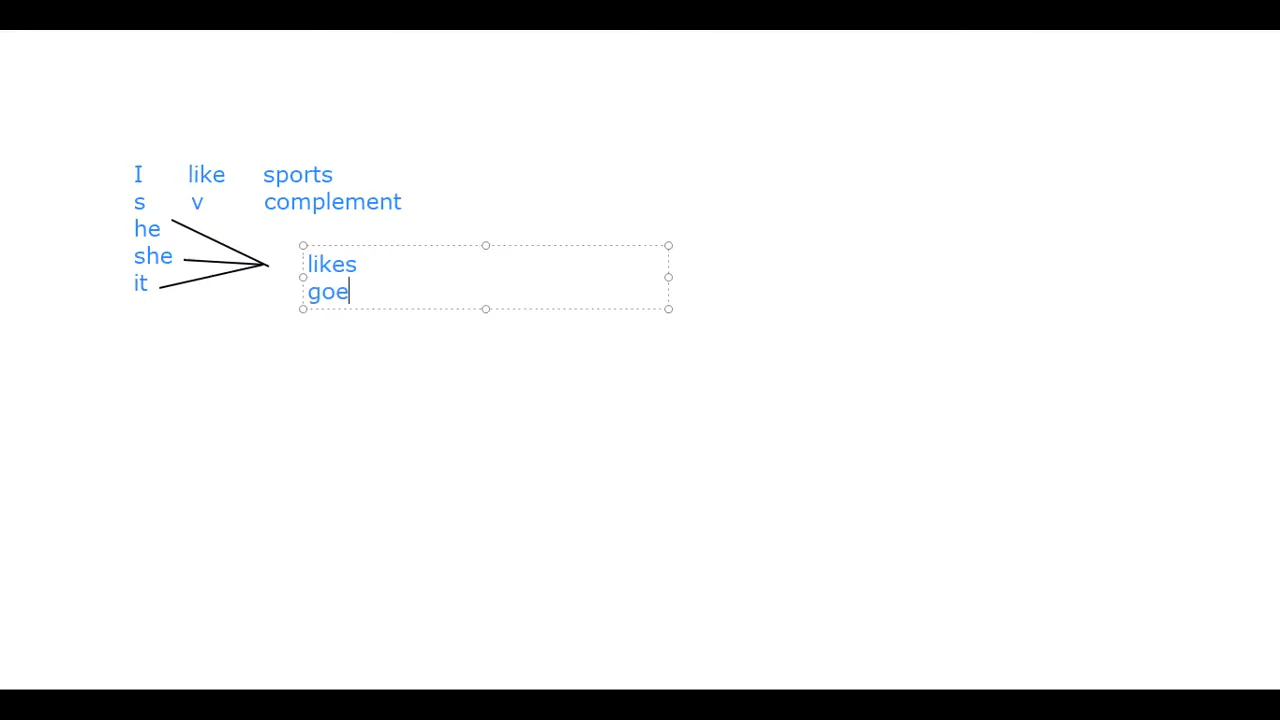 I like sports
s v complement
he
she
it
likes
goe